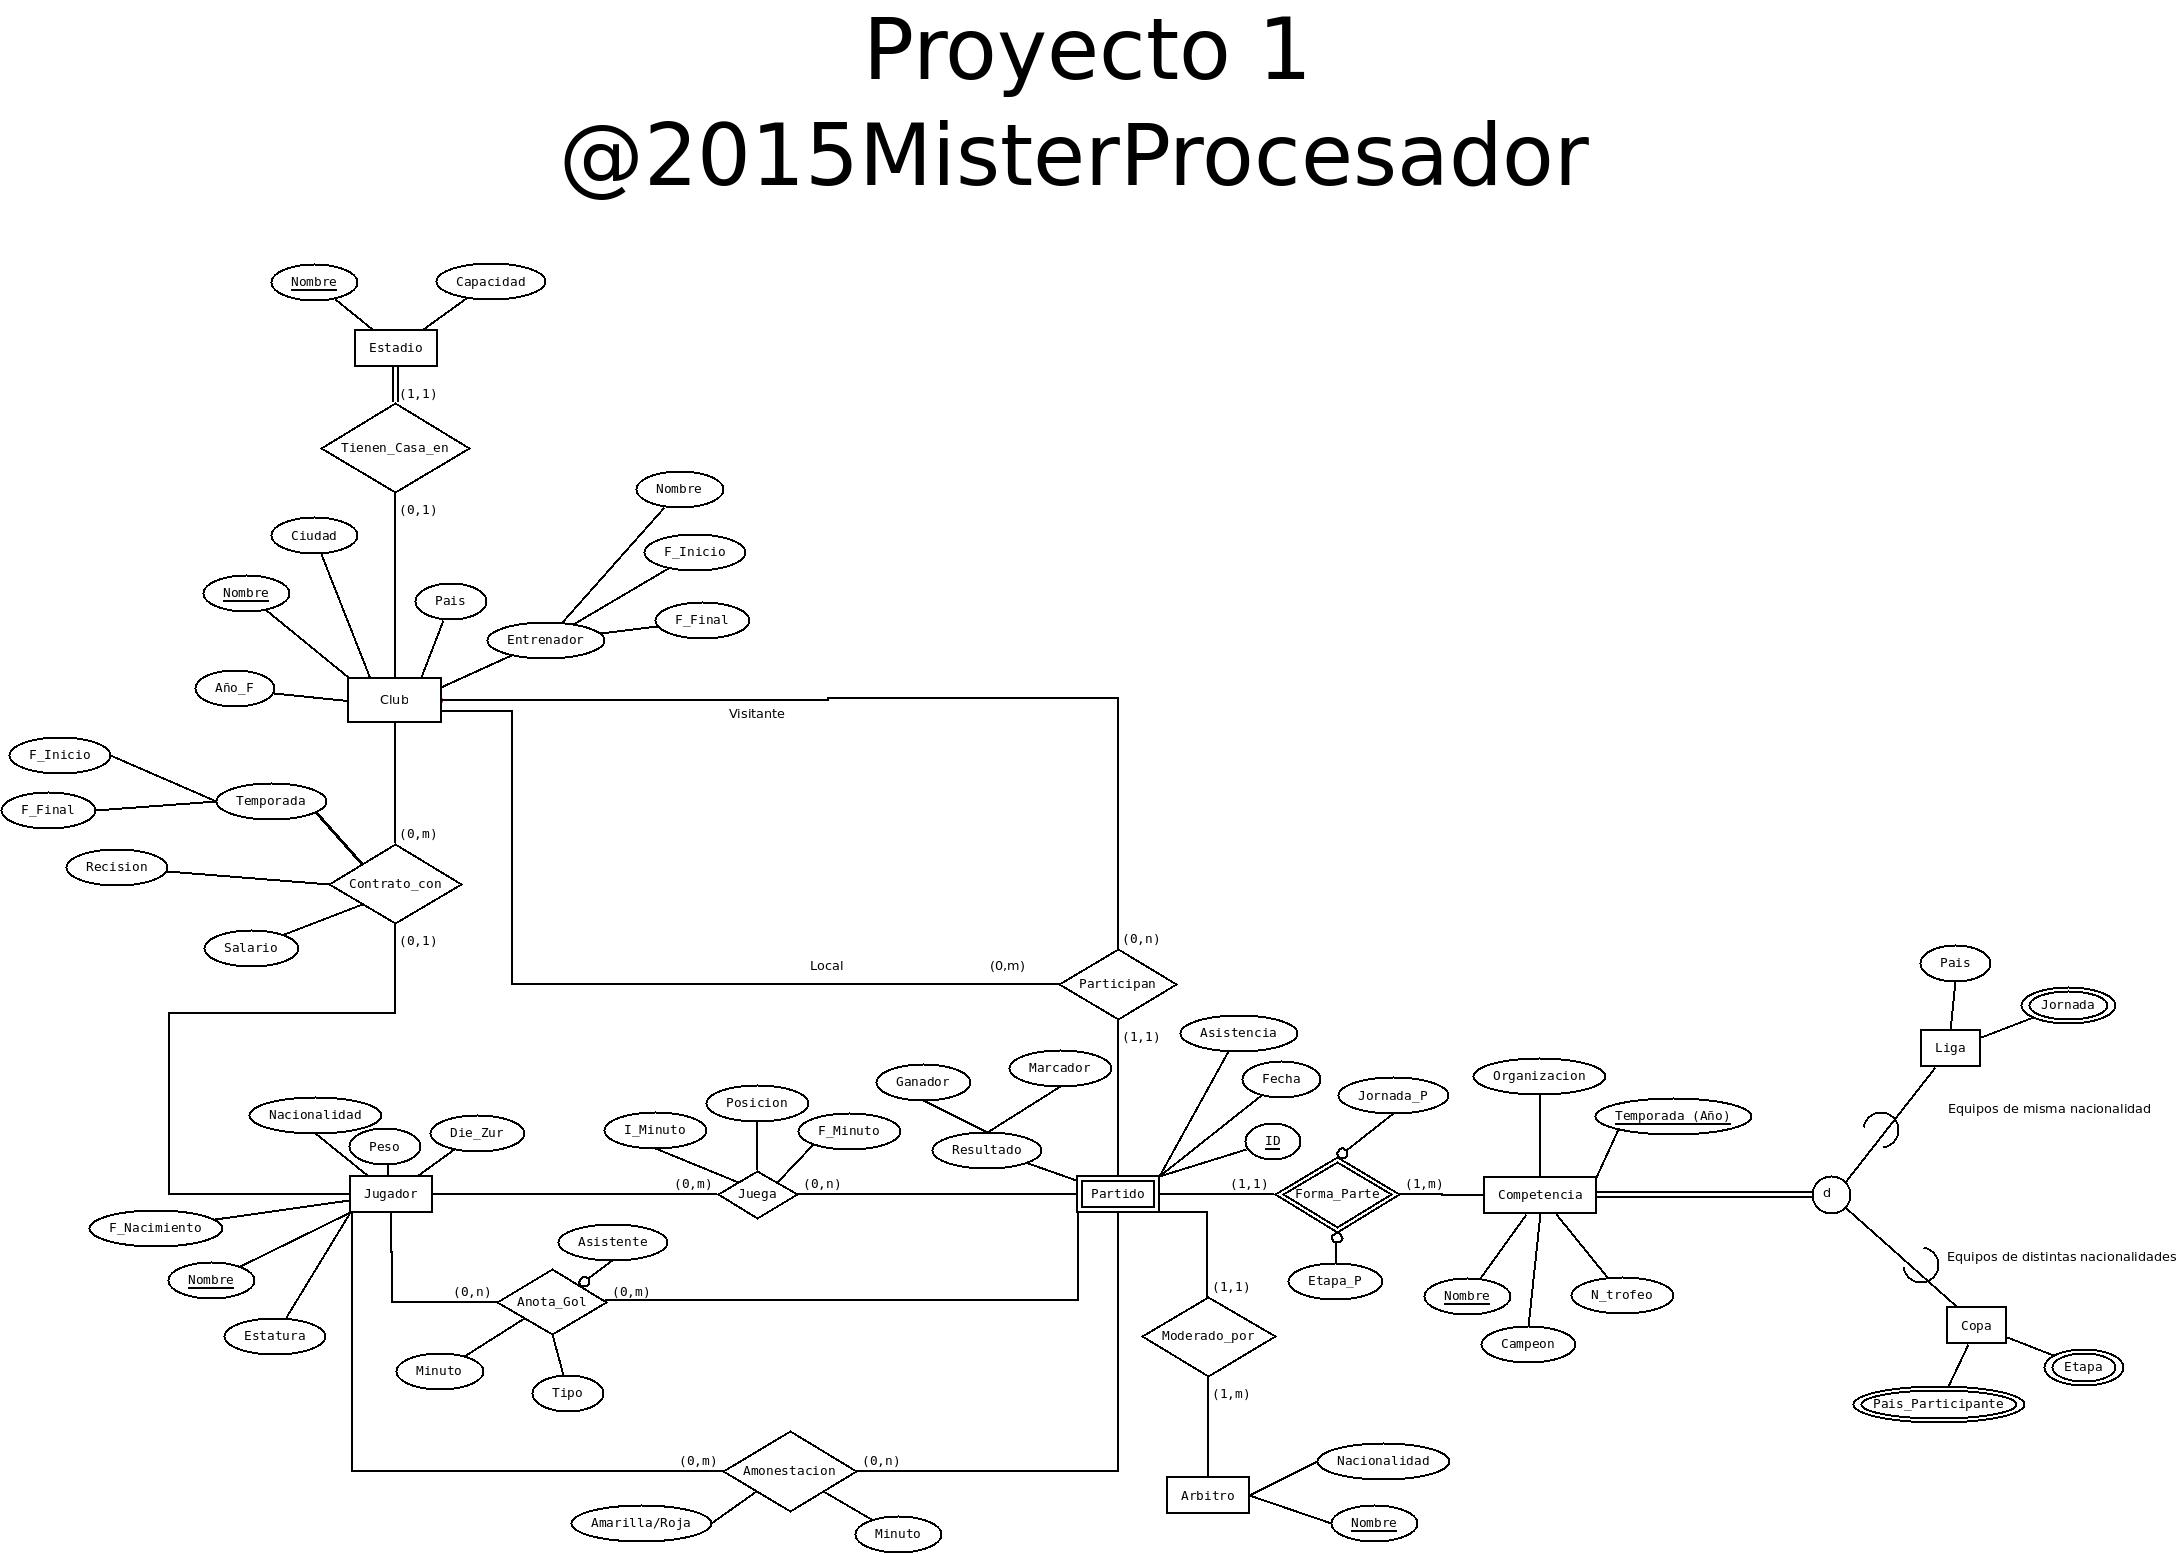 Proyecto 1
@2015MisterProcesador
Nombre
Capacidad
Estadio
(1,1)
Tienen_Casa_en
(0,1)
Nombre
F_Inicio
F_Final
Entrenador
Ciudad
Nombre
Pais
Año_F
Club
Visitante
F_Inicio
F_Final
Temporada
Recision
(0,m)
Contrato_con
Salario
(0,1)
Local
(0,m)
(0,n)
Participan
(1,1)
Nacionalidad
Peso
Die_Zur
Jugador
F_Nacimiento
Nombre
Estatura
I_Minuto
Posicion
F_Minuto
(0,m)
Juega
(0,n)
Ganador
Marcador
Resultado
Asistencia
Fecha
ID
Partido
(1,1)
Jornada_P
Forma_Parte
Etapa_P
(1,m)
Organizacion
Temporada (Año)
Competencia
Nombre
Campeon
N_trofeo
d
Pais
Jornada
Liga
Equipos de misma nacionalidad
Equipos de distintas nacionalidades
Copa
Etapa
Pais_Participante
Asistente
(0,n)
Anota_Gol
(0,m)
Minuto
Tipo
(1,1)
Moderado_por
(1,m)
Arbitro
Nacionalidad
Nombre
(0,m)
Amonestacion
(0,n)
Amarilla/Roja
Minuto